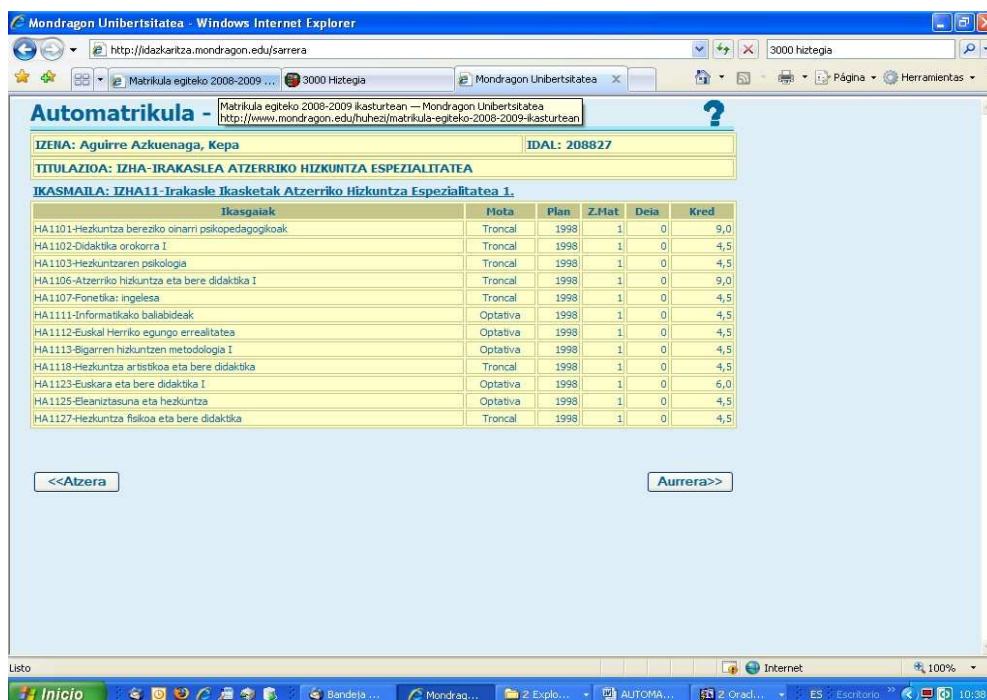 Mondragon Unibertsitatea - Windows Internet Explorer
http://idazkaritza.mondragon.edu/sarrera
3000 hiztegia
Matrikula egiteko 2008-2009 ...
3000 Hiztegia
Mondragon Unibertsitatea
Página
Herramientas
Automatrikula -
Matrikula egiteko 2008-2009 ikasturtean — Mondragon Unibertsitatea
http://www.mondragon.edu/huhezi/matrikula-egiteko-2008-2009-ikasturtean
?
IZENA: Aguirre Azkuenaga, Kepa IDAL: 208827
TITULAZIOA: IZHA-IRAKASLEA ATZERRIKO HIZKUNTZA ESPEZIALITATEA
IKASMAILA: IZHA11-Irakasle Ikasketak Atzerriko Hizkuntza Espezialitatea 1.
Ikasgaiak Mota Plan Z.Mat Deia Kred
HA1101-Hezkuntza bereziko oinarri psikopedagogikoak Troncal 1998 1 0 9,0
HA1102-Didaktika orokorra I Troncal 1998 1 0 4,5
HA1103-Hezkuntzaren psikologia Troncal 1998 1 0 4,5
HA1106-Atzerriko hizkuntza eta bere didaktika I Troncal 1998 1 0 9,0
HA1107-Fonetika: ingelesa Troncal 1998 1 0 4,5
HA1111-Informatikako baliabideak Optativa 1998 1 0 4,5
HA1112-Euskal Herriko egungo errealitatea Optativa 1998 1 0 4,5
HA1113-Bigarren hizkuntzen metodologia I Optativa 1998 1 0 4,5
HA1118-Hezkuntza artistikoa eta bere didaktika Troncal 1998 1 0 4,5
HA1123-Euskara eta bere didaktika I Optativa 1998 1 0 6,0
HA1125-Eleaniztasuna eta hezkuntza Optativa 1998 1 0 4,5
HA1127-Hezkuntza fisikoa eta bere didaktika Troncal 1998 1 0 4,5
<<Atzera Aurrera>>
Listo Internet 100%
Inicio Bandeja ... Mondrag... 2 Explo... AUTOMA... 2 Oracl... ES Escritorio » 10:38